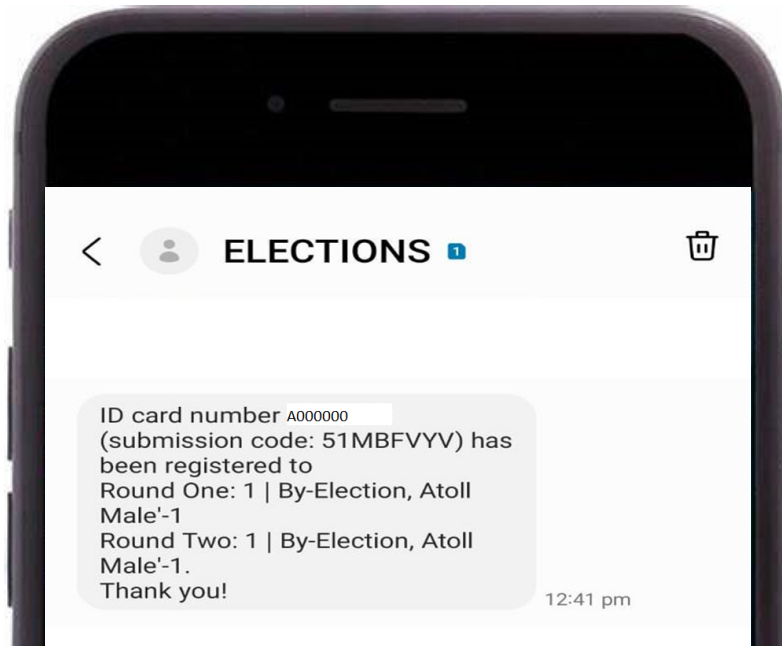 ELECTIONS 1
ID card number A000000
(submission code: 51MBFVYV) has
been registered to
Round One: 1 | By-Election, Atoll
Male'-1
Round Two: 1 | By-Election, Atoll
Male'-1.
Thank you!
12:41 pm